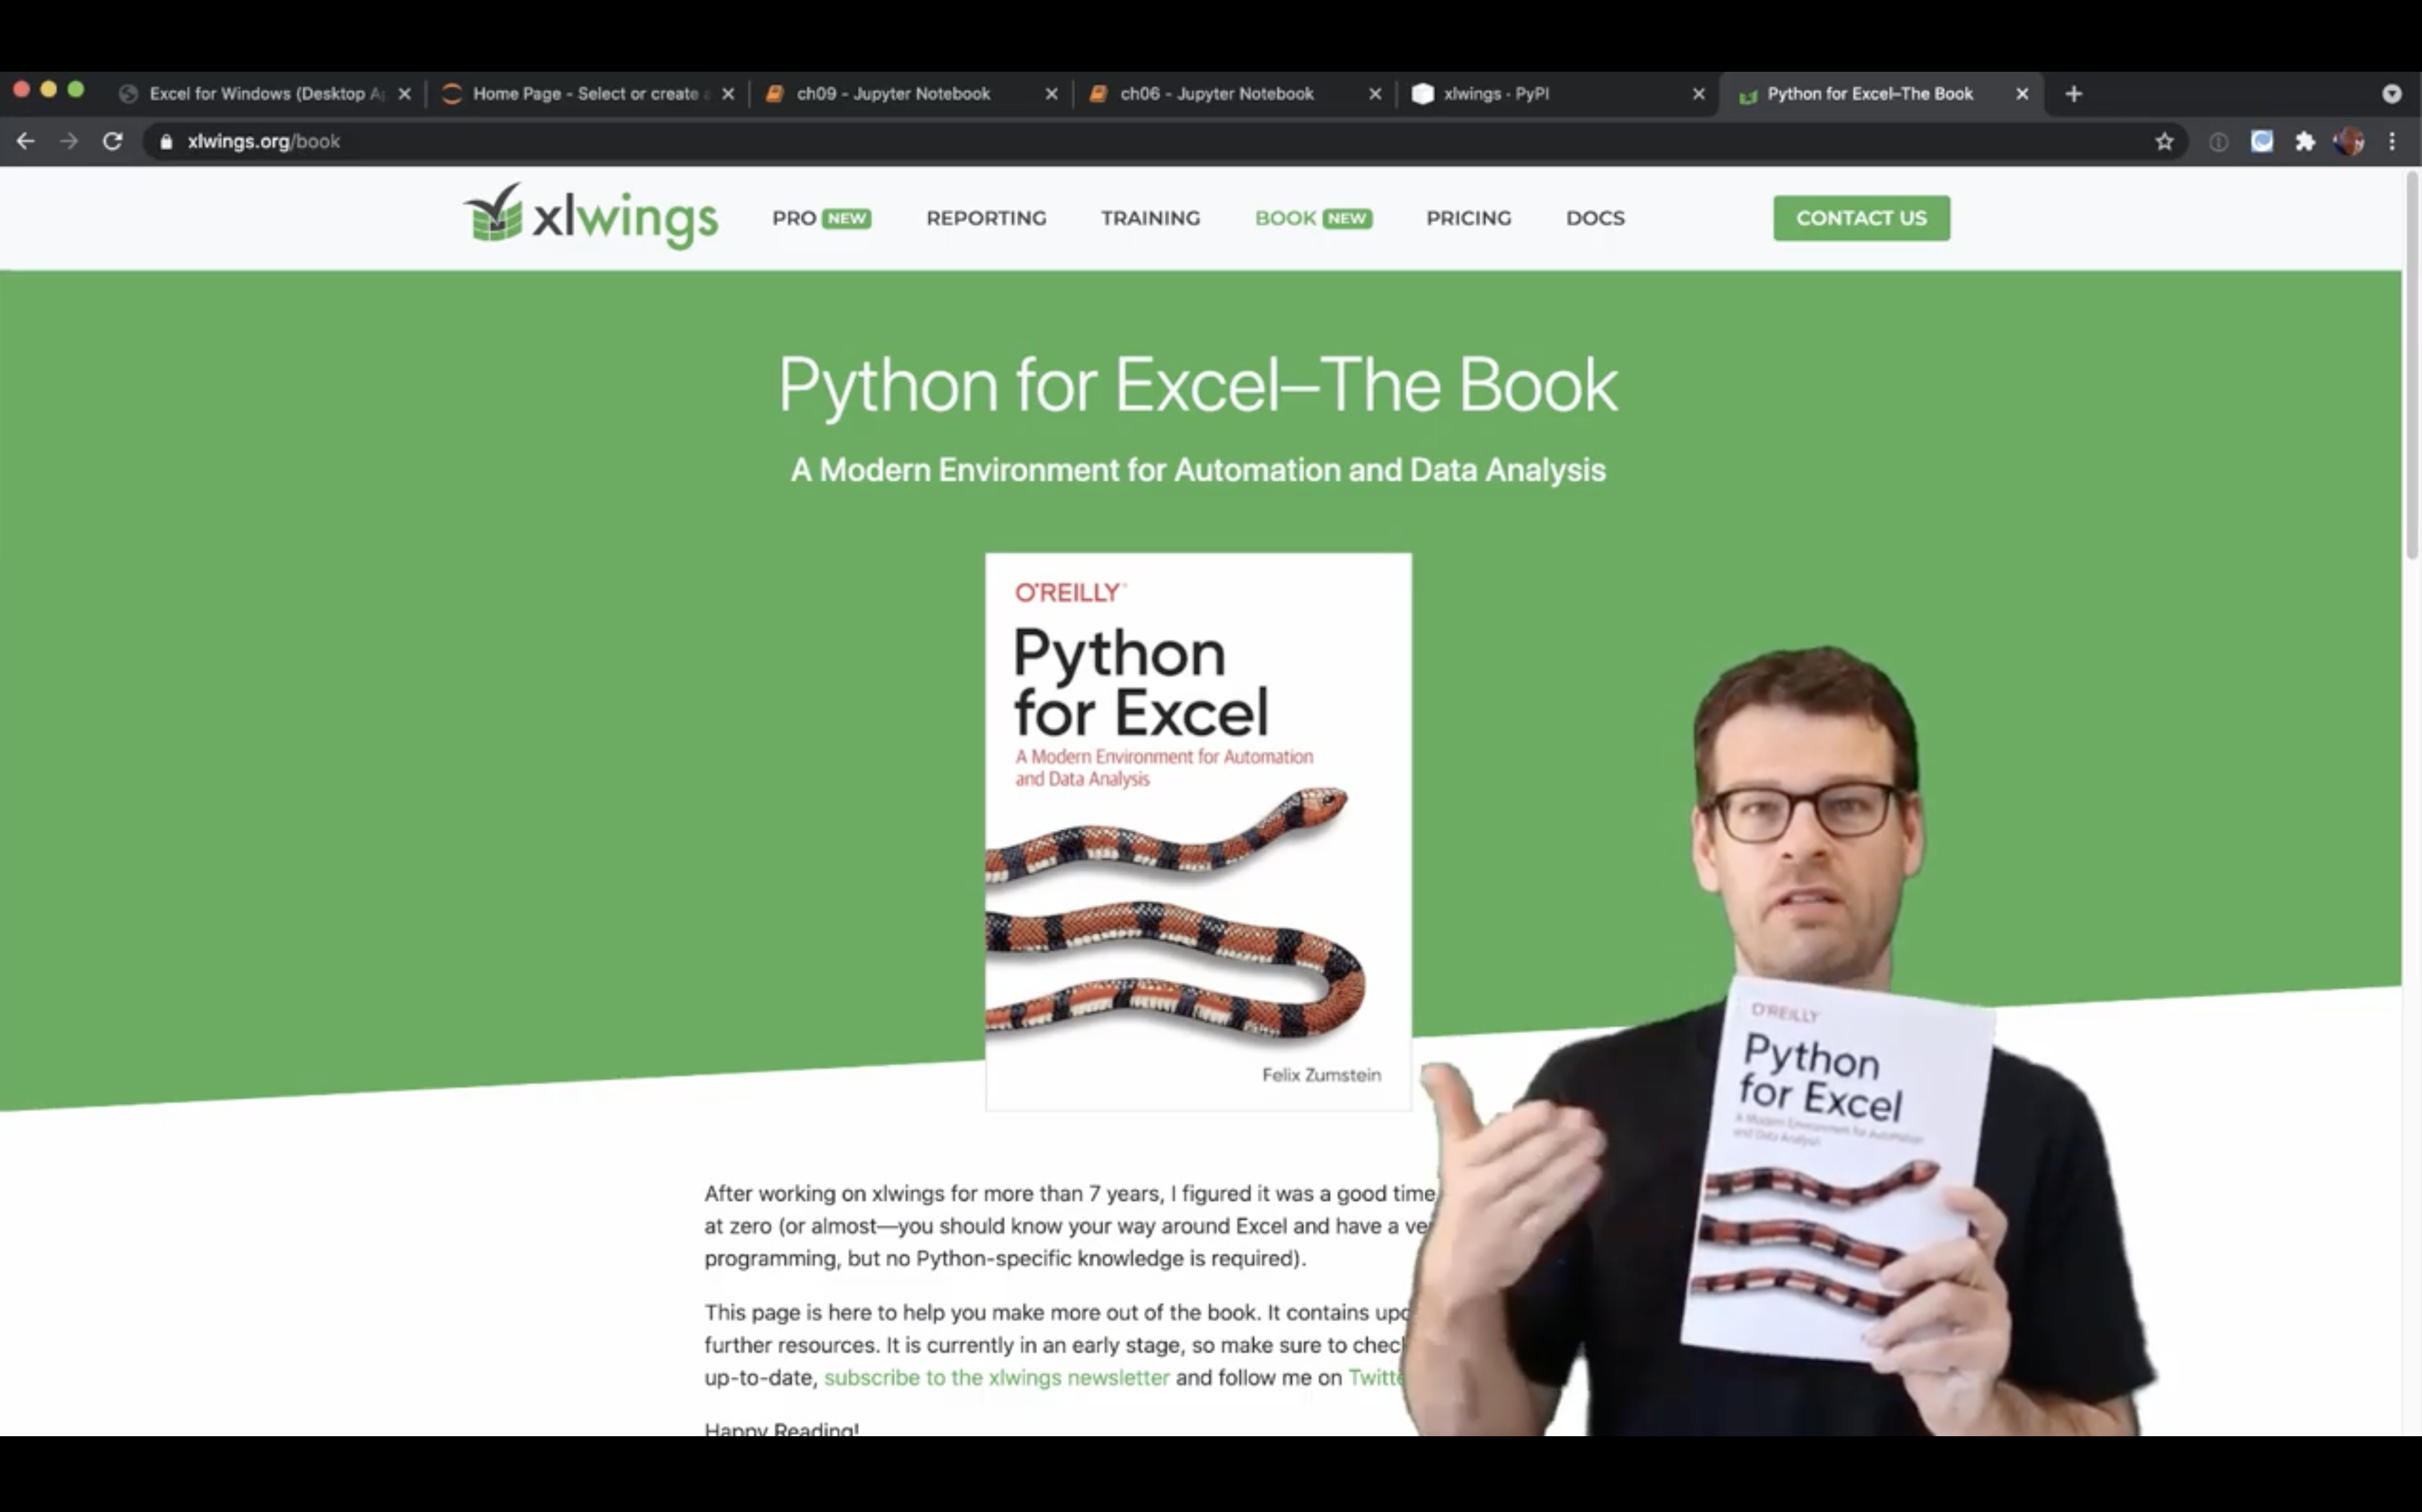 Excel for Windows (Desktop A
Home Page - Select or create
ch09 - Jupyter Notebook
ch06 - Jupyter Notebook
xlwings · PyPI
Python for Excel–The Book
xlwings.org/book
xlwings
PRO NEW
REPORTING
TRAINING
BOOK NEW
PRICING
DOCS
CONTACT US
Python for Excel–The Book
A Modern Environment for Automation and Data Analysis
O'REILLY
Python
for Excel
A Modern Environment for Automation
and Data Analysis
Felix Zumstein
O'REILLY
Python
for Excel
A Modern Environment for Automation
and Data Analysis
After working on xlwings for more than 7 years, I figured it was a good time
at zero (or almost—you should know your way around Excel and have a ve
programming, but no Python-specific knowledge is required).
This page is here to help you make more out of the book. It contains upd
further resources. It is currently in an early stage, so make sure to chec
up-to-date, subscribe to the xlwings newsletter and follow me on Twitte
Happy Reading!